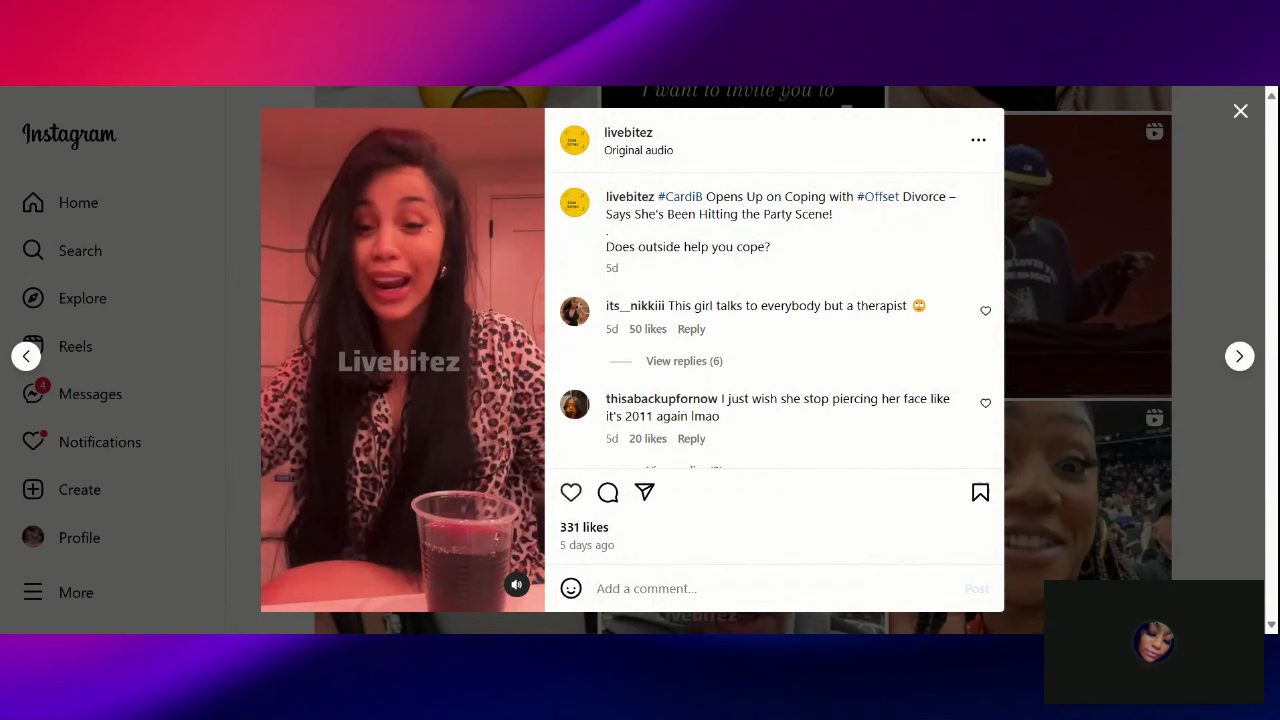 I want to invite you to
Instagram
Home
Search
Explore
Reels
4
Messages
Notifications
Create
Profile
More
Livebitez
livebitez
Original audio
livebitez #CardiB Opens Up on Coping with #Offset Divorce –
Says She's Been Hitting the Party Scene!
.
Does outside help you cope?
5d
its__nikkiii This girl talks to everybody but a therapist 🙄
5d 50 likes Reply
View replies (6)
thisabackupfornow I just wish she stop piercing her face like
it's 2011 again lmao
5d 20 likes Reply
331 likes
5 days ago
Add a comment...
Post
Livebitez